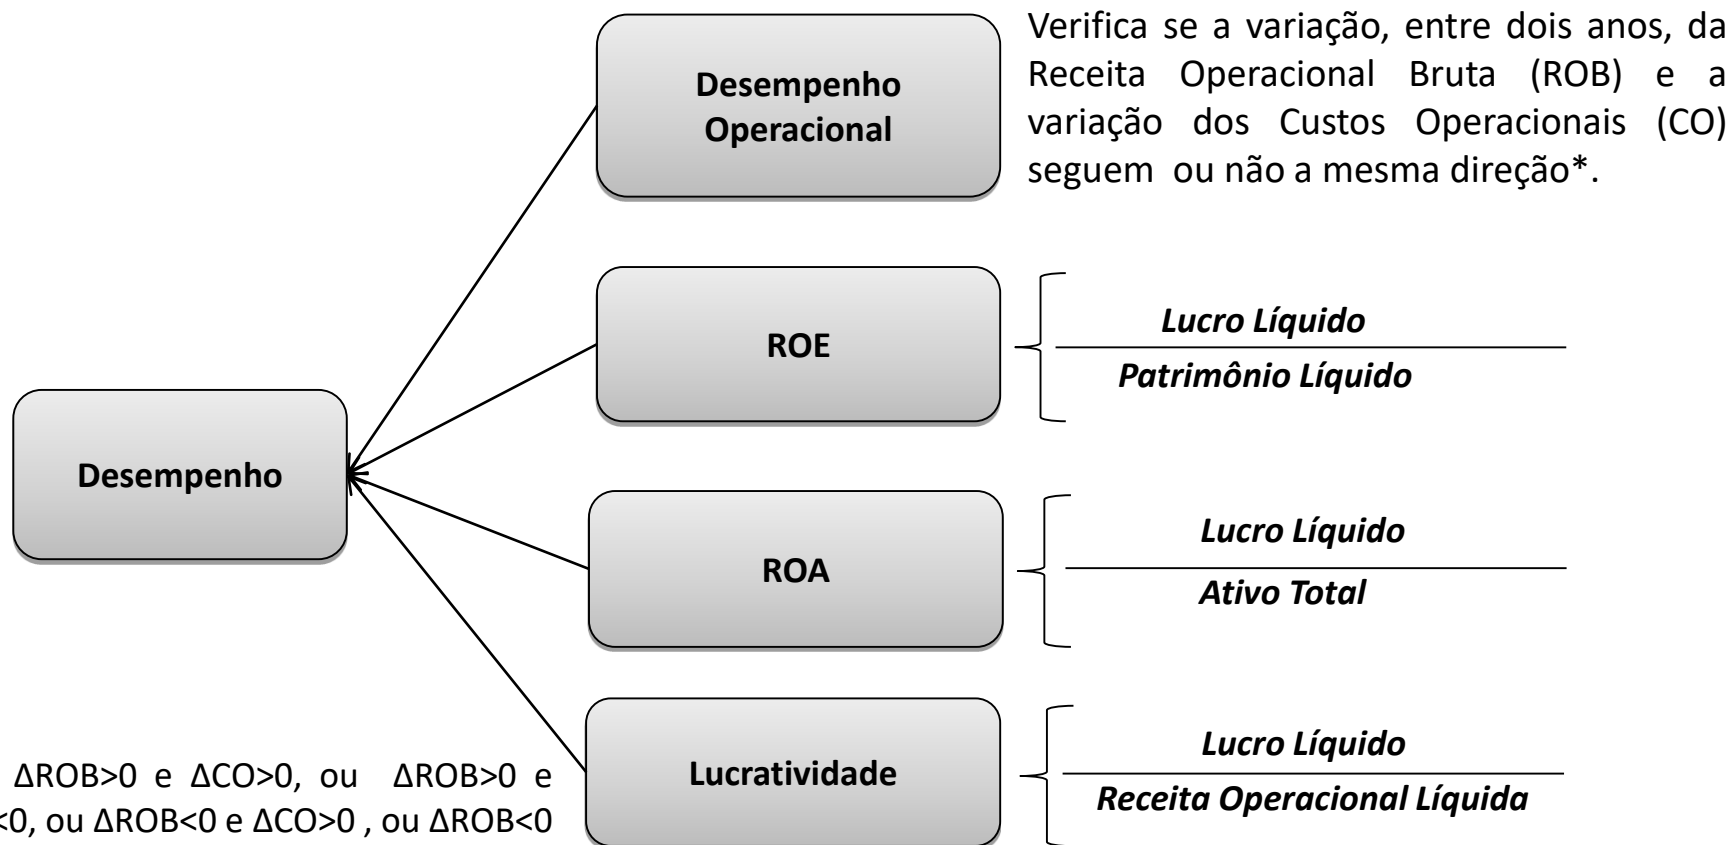 Verifica se a variação, entre dois anos, da
Receita Operacional Bruta (ROB) e a
variação dos Custos Operacionais (CO)
seguem ou não a mesma direção*.
Desempenho
Operacional
ROE
Lucro Líquido
Patrimônio Líquido
Desempenho
ROA
Lucro Líquido
Ativo Total
Lucratividade
Lucro Líquido
Receita Operacional Líquida
ΔROB>0 e ΔCO>0, ou ΔROB>0 e
<0, ou ΔROB<0 e ΔCO>0 , ou ΔROB<0